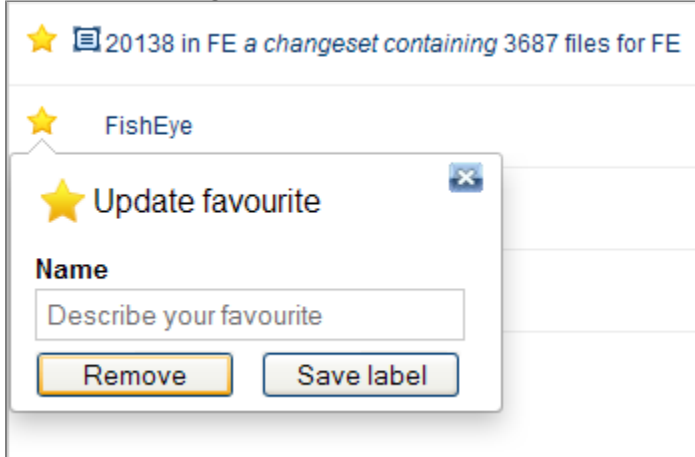 20138 in FE a changeset containing 3687 files for FE
FishEye
Update favourite
Name
Describe your favourite
Remove Save label